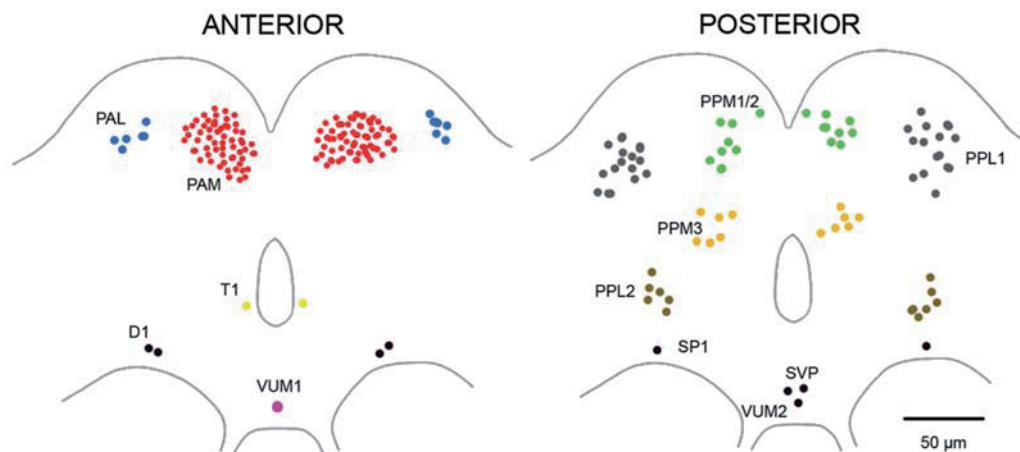 ANTERIOR
PAL
PAM
T1
D1
VUM1
POSTERIOR
PPM1/2
PPL1
PPM3
PPL2
SP1
SVP
VUM2
50 µm